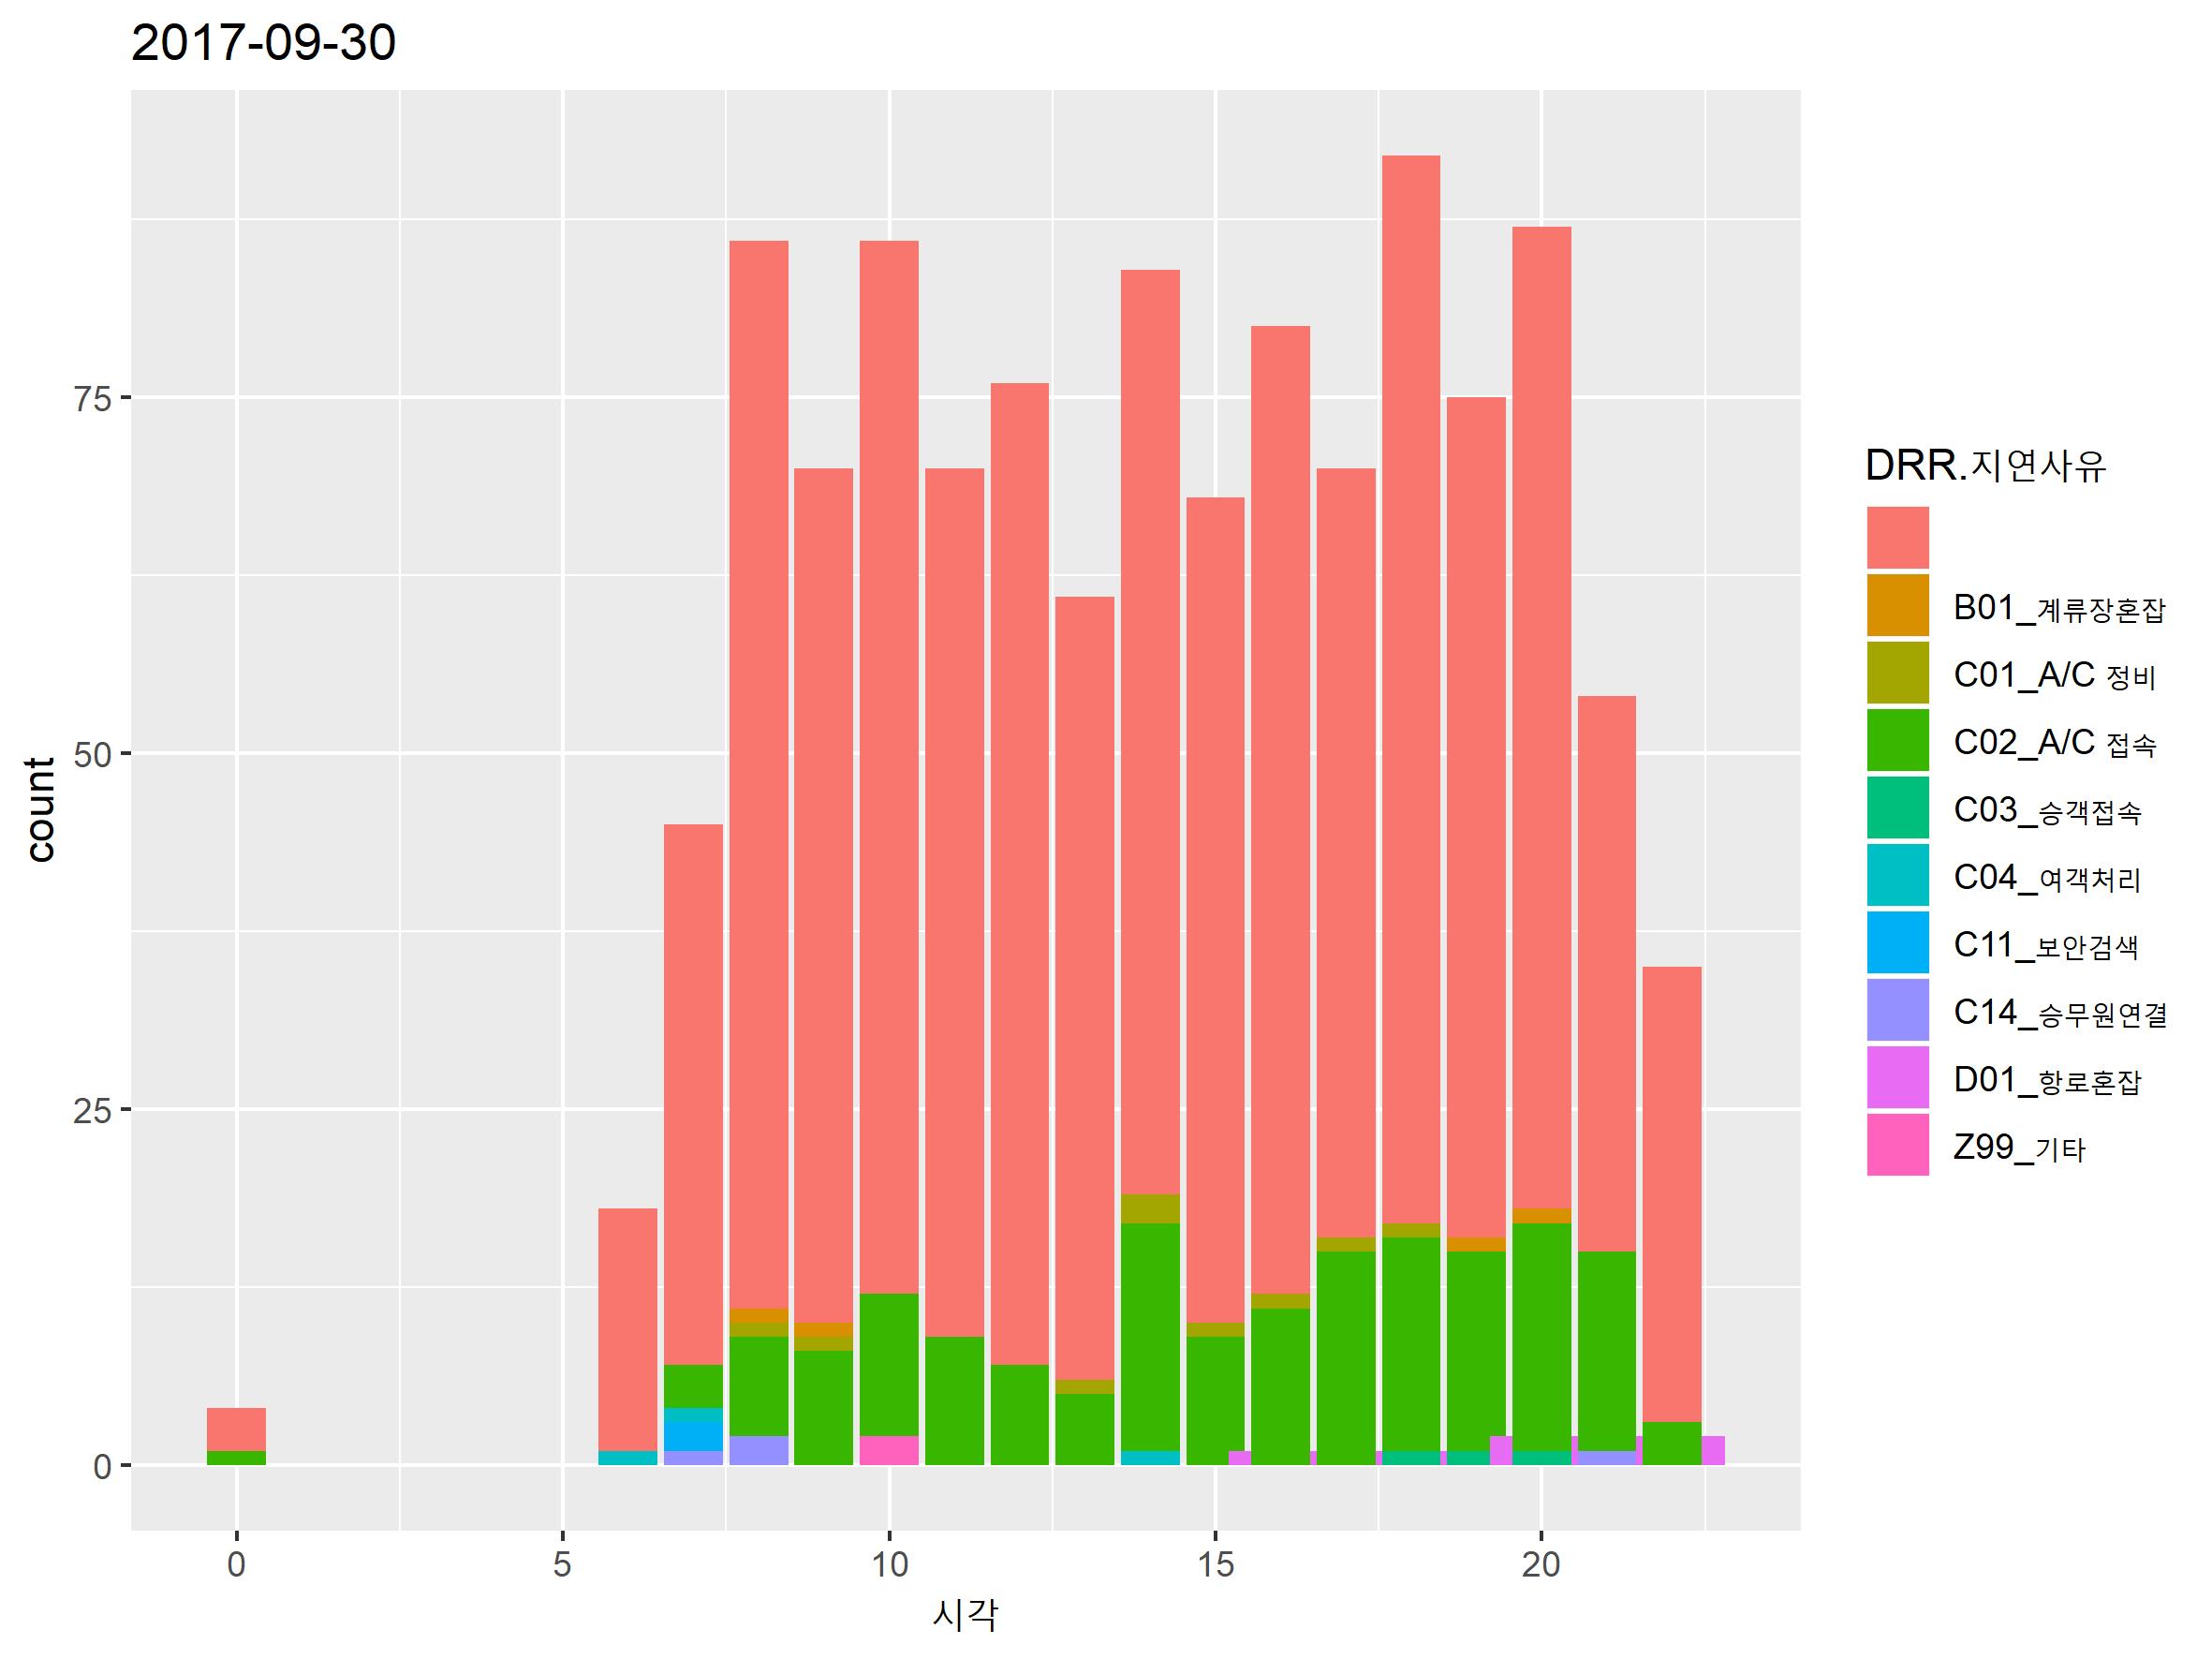 2017-09-30
count
75
50
25
0
0 5 10 15 20
시각
DRR.지연사유
B01_계류장혼잡
C01_A/C 정비
C02_A/C 접속
C03_승객접속
C04_여객처리
C11_보안검색
C14_승무원연결
D01_항로혼잡
Z99_기타